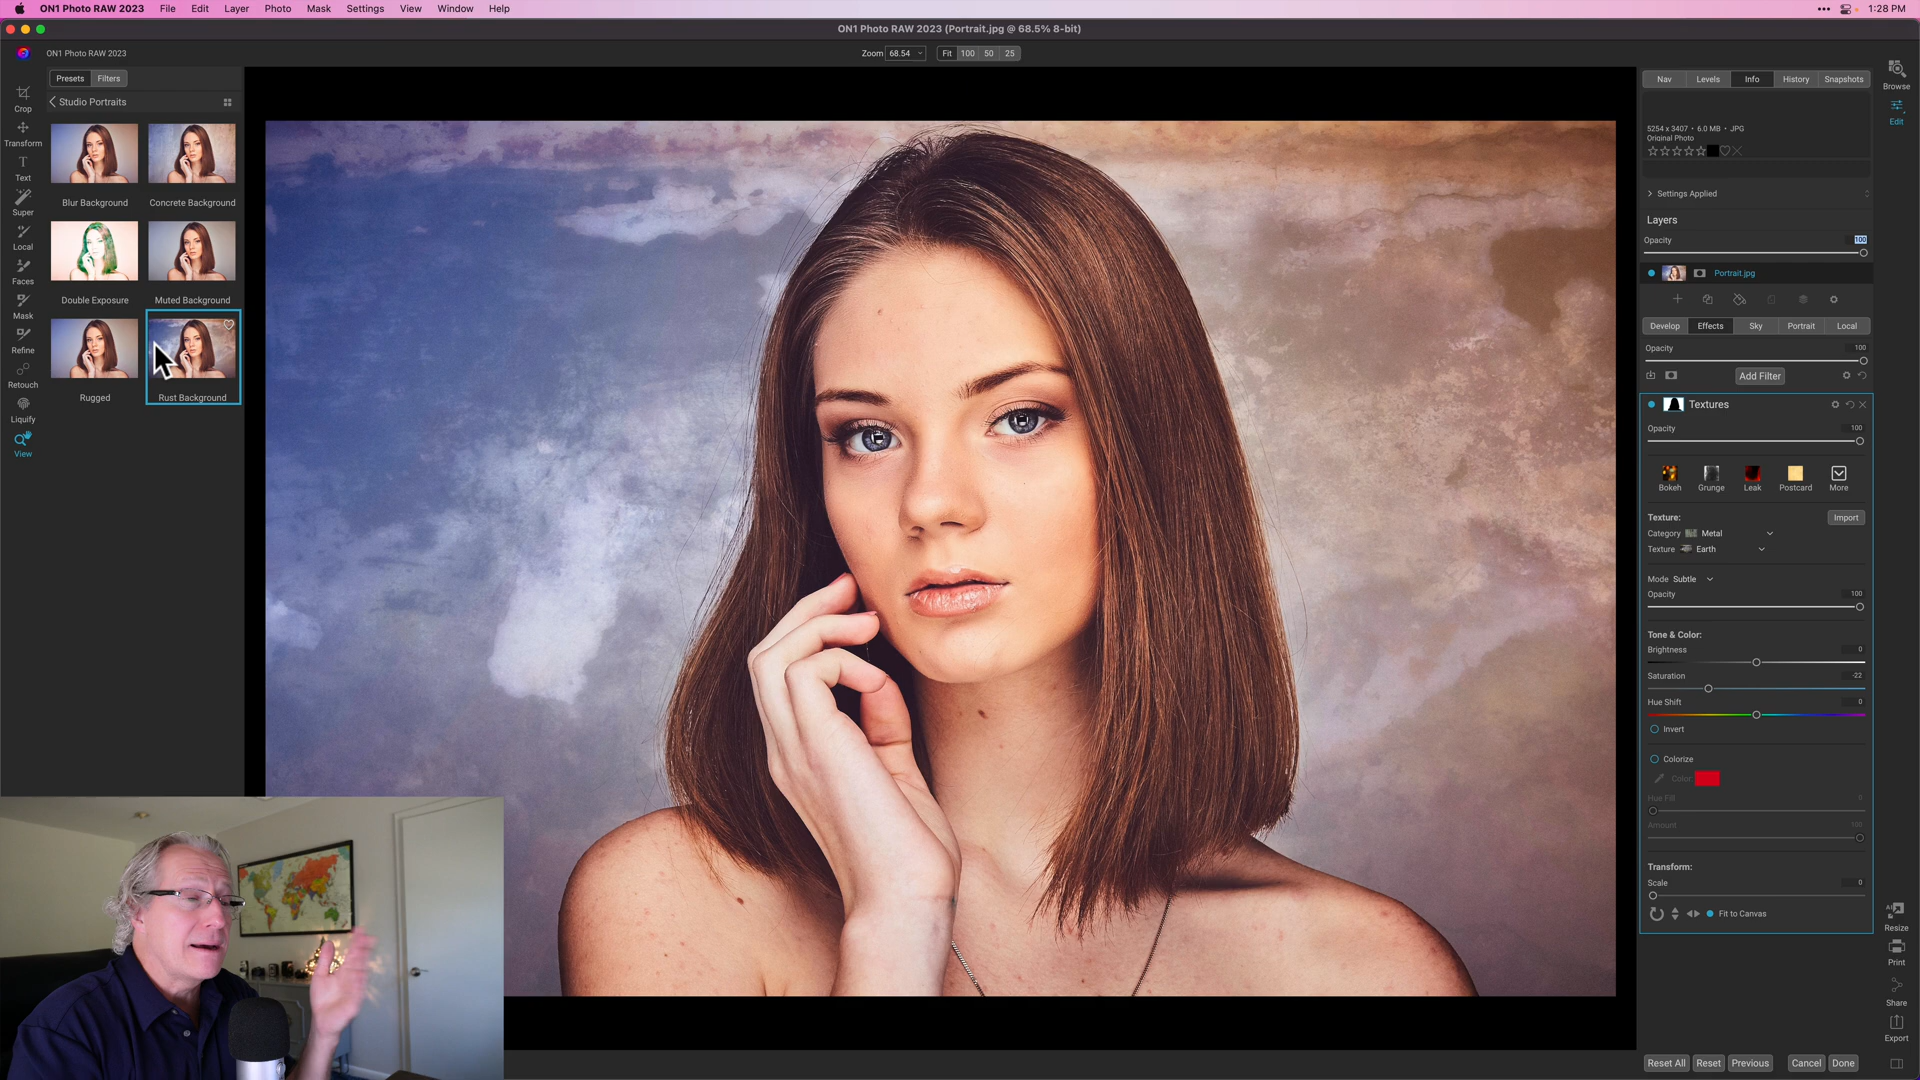 ON1 Photo RAW 2023 File Edit Layer Photo Mask Settings View Window Help 1:28 PM
ON1 Photo RAW 2023 (Portrait.jpg @ 68.5% 8-bit)
ON1 Photo RAW 2023
Zoom 68.54 Fit 100 50 25
Presets Filters
Studio Portraits
Crop
Transform
Text
Super
Local
Faces
Mask
Refine
Retouch
Liquify
View
Blur Background Concrete Background
Double Exposure Muted Background
Rugged Rust Background
Nav Levels Info History Snapshots
5254 x 3407 • 6.0 MB • JPG
Original Photo
Settings Applied
Layers
Opacity 100
Portrait.jpg
Develop Effects Sky Portrait Local
Opacity 100
Add Filter
Textures
Opacity 100
Bokeh Grunge Leak Postcard More
Texture: Import
Category Metal
Texture Earth
Mode Subtle
Opacity 100
Tone & Color:
Brightness 0
Saturation -22
Hue Shift 0
Invert
Colorize
Color:
Hue Fill 0
Amount 100
Transform:
Scale 0
Fit to Canvas
Reset All Reset Previous Cancel Done
Browse
Edit
Resize
Print
Share
Export